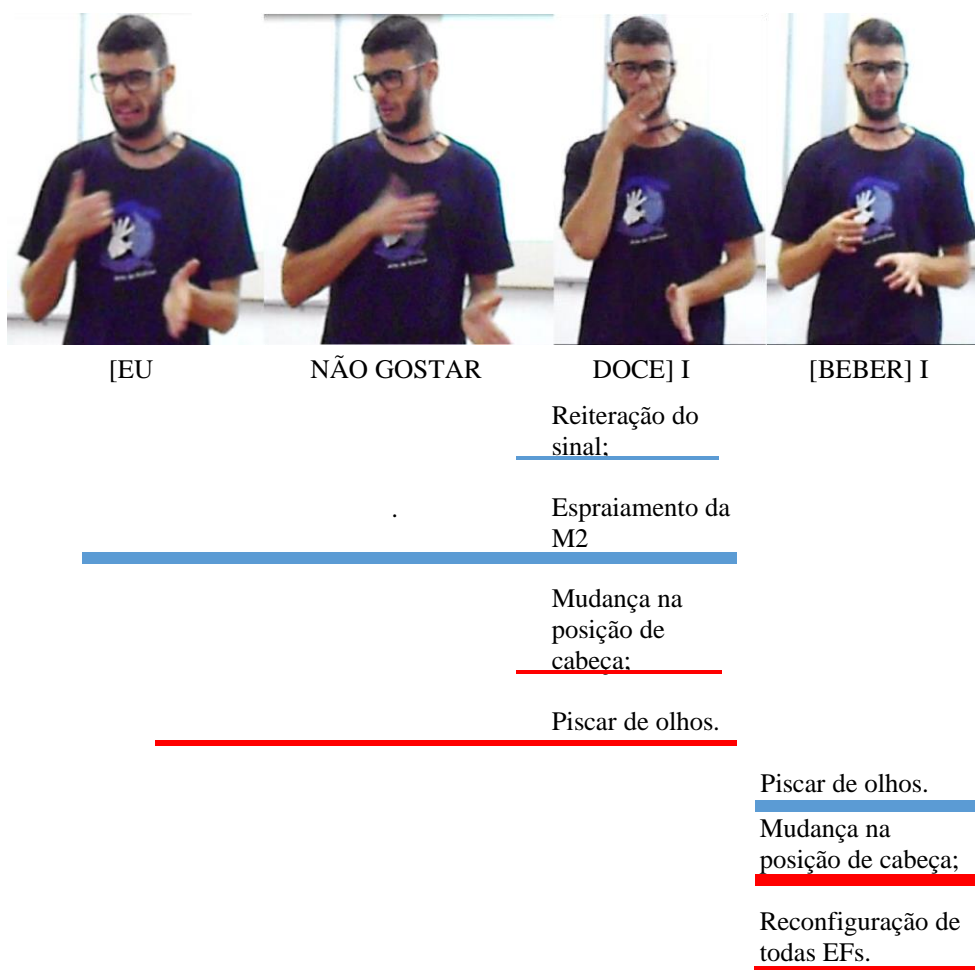 [EU NÃO GOSTAR DOCE] I [BEBER] I
Reiteração do
sinal;
.
Espraiamento da
M2
Mudança na
posição de
cabeça;
Piscar de olhos.
Piscar de olhos.
Mudança na
posição de cabeça;
Reconfiguração de
todas EFs.